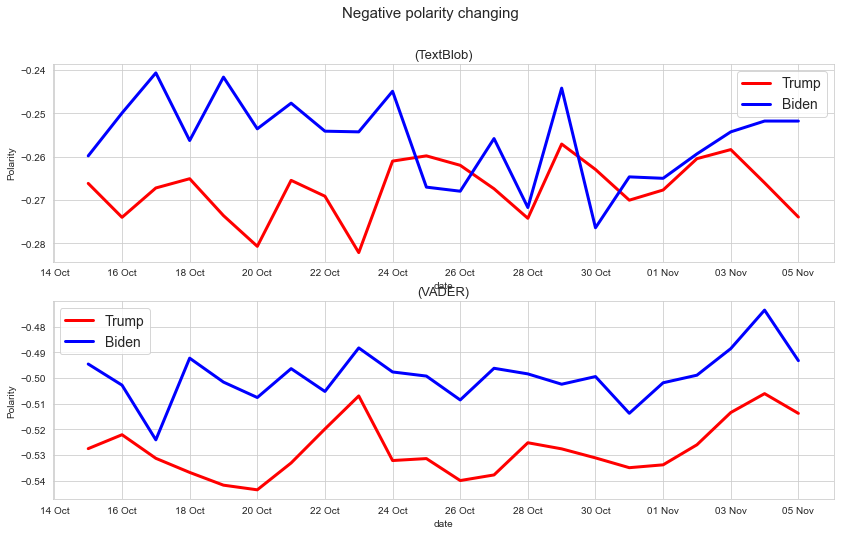 Negative polarity changing
(TextBlob)
Trump
Biden
Polarity
−0.24
−0.25
−0.26
−0.27
−0.28
14 Oct 16 Oct 18 Oct 20 Oct 22 Oct 24 Oct 26 Oct 28 Oct 30 Oct 01 Nov 03 Nov 05 Nov
date
(VADER)
Trump
Biden
Polarity
−0.48
−0.49
−0.50
−0.51
−0.52
−0.53
−0.54
14 Oct 16 Oct 18 Oct 20 Oct 22 Oct 24 Oct 26 Oct 28 Oct 30 Oct 01 Nov 03 Nov 05 Nov
date